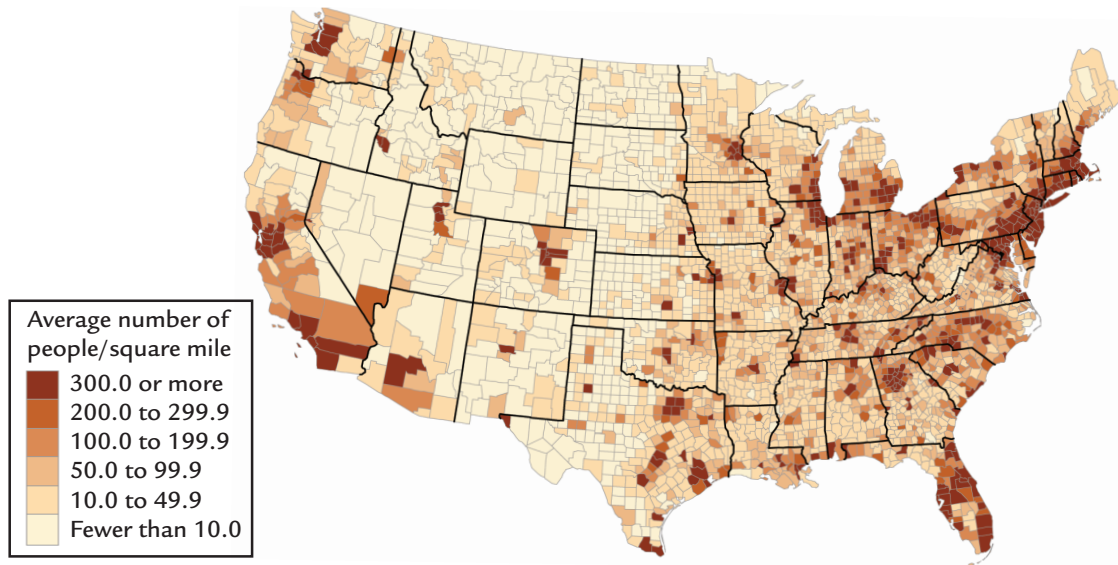 Average number of
people/square mile
300.0 or more
200.0 to 299.9
100.0 to 199.9
50.0 to 99.9
10.0 to 49.9
Fewer than 10.0